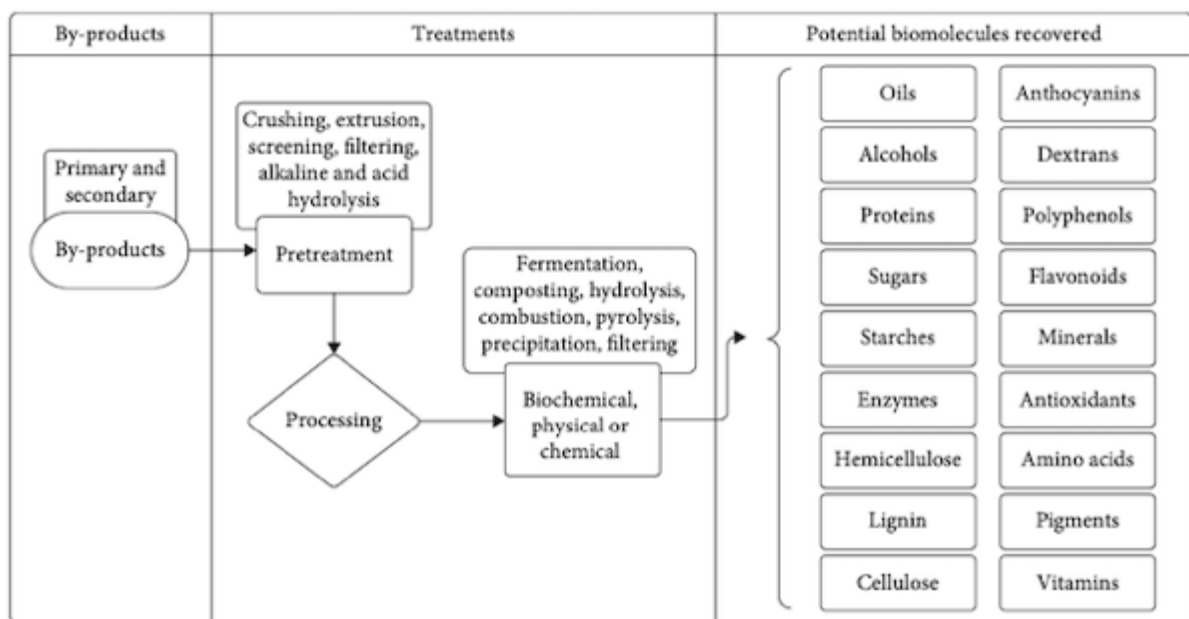 By-products
Treatments
Potential biomolecules recovered
Primary and
secondary
By-products
Crushing, extrusion,
screening, filtering,
alkaline and acid
hydrolysis
Pretreatment
Processing
Fermentation,
composting, hydrolysis,
combustion, pyrolysis,
precipitation, filtering
Biochemical,
physical or
chemical
Oils
Anthocyanins
Alcohols
Dextrans
Proteins
Polyphenols
Sugars
Flavonoids
Starches
Minerals
Enzymes
Antioxidants
Hemicellulose
Amino acids
Lignin
Pigments
Cellulose
Vitamins